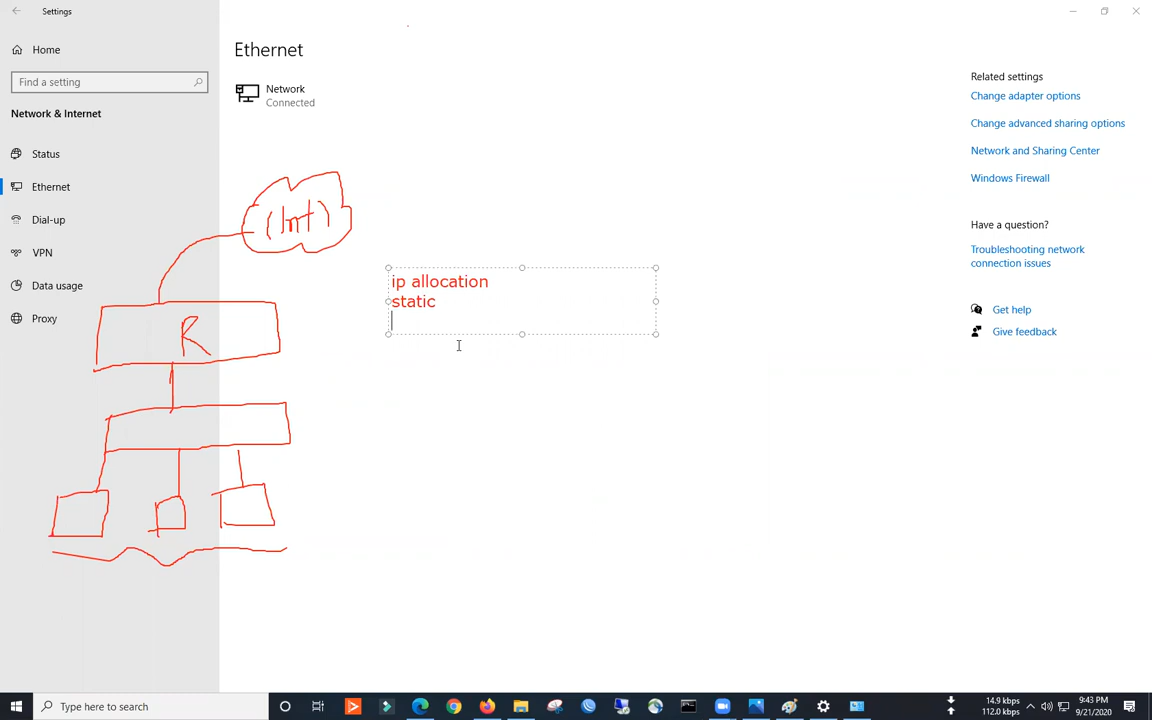 Settings
Home
Find a setting
Network & Internet
Status
Ethernet
Dial-up
VPN
Data usage
Proxy
Ethernet
Network
Connected
(Int)
R
ip allocation
static
Related settings
Change adapter options
Change advanced sharing options
Network and Sharing Center
Windows Firewall
Have a question?
Troubleshooting network
connection issues
Get help
Give feedback
Type here to search
14.9 kbps
112.0 kbps
9:43 PM
9/21/2020